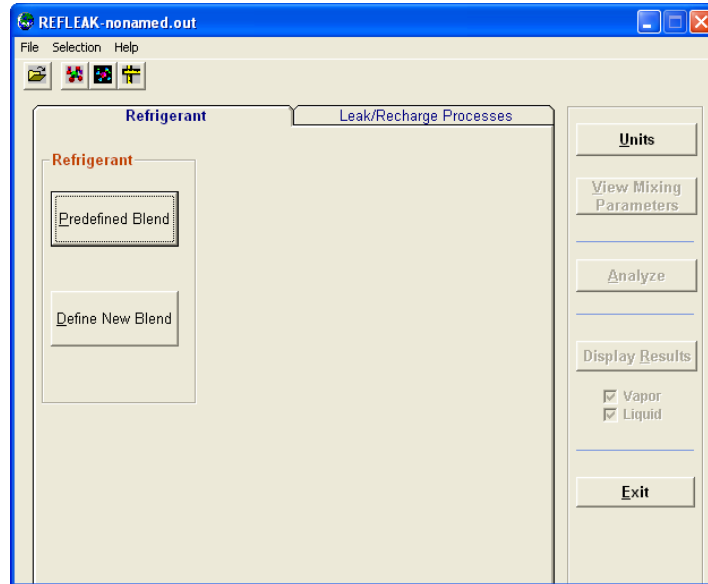 REFLEAK-nonamed.out
File Selection Help
Refrigerant
Leak/Recharge Processes
Refrigerant
Predefined Blend
Define New Blend
Units
View Mixing
Parameters
Analyze
Display Results
Vapor
Liquid
Exit